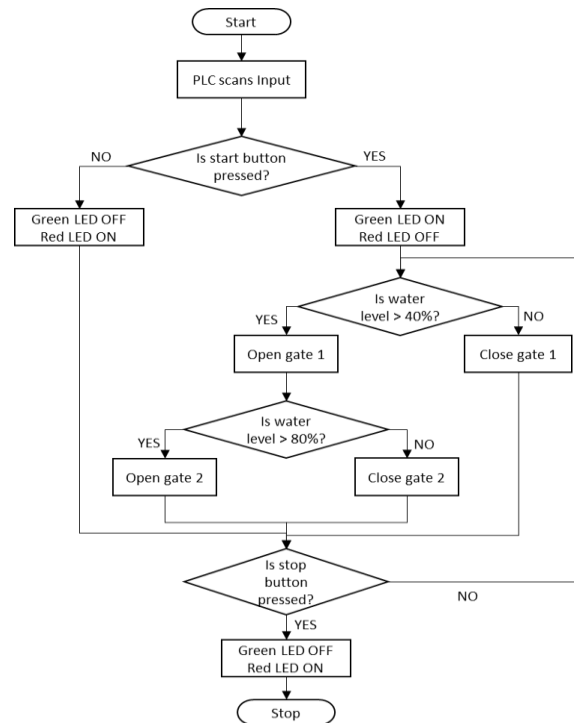 Start
PLC scans Input
Is start button
pressed?
NO
YES
Green LED OFF
Red LED ON
Green LED ON
Red LED OFF
Is water
level > 40%?
YES
NO
Open gate 1
Close gate 1
Is water
level > 80%?
YES
NO
Open gate 2
Close gate 2
Is stop
button
pressed?
NO
YES
Green LED OFF
Red LED ON
Stop